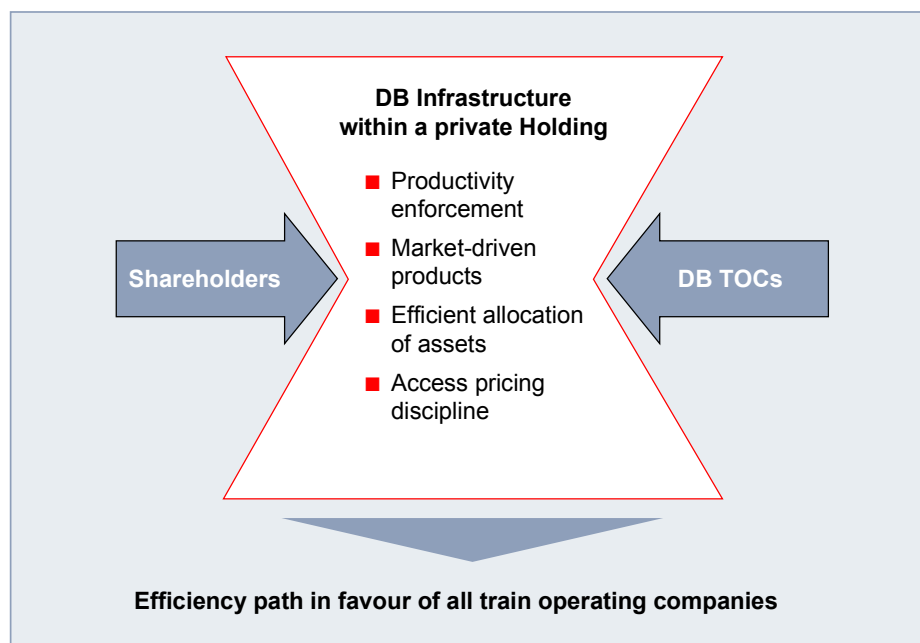 DB Infrastructure
within a private Holding
Productivity
enforcement
Market-driven
products
Efficient allocation
of assets
Access pricing
discipline
Shareholders
DB TOCs
Efficiency path in favour of all train operating companies